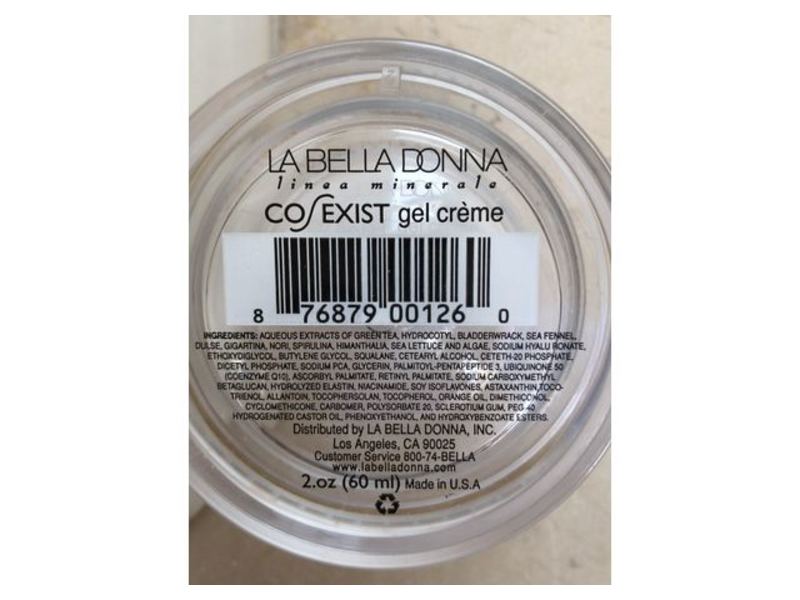 LA BELLA DONNA
linea minerale
COSEXIST gel crème
8 76879 00126 0
INGREDIENTS: AQUEOUS EXTRACTS OF GREEN TEA, HYDROCOTYL, BLADDERWRACK, SEA FENNEL,
DULSE, GIGARTINA, NORI, SPIRULINA, HIMANTHALIA, SEA LETTUCE AND ALGAE, SODIUM HYALURONATE,
ETHOXYDIGLYCOL, BUTYLENE GLYCOL, SQUALANE, CETEARYL ALCOHOL, CETETH-20 PHOSPHATE,
DICETYL PHOSPHATE, SODIUM PCA, GLYCERIN, PALMITOYL-PENTAPEPTIDE 3, UBIQUINONE 50
(COENZYME Q10), ASCORBYL PALMITATE, RETINYL PALMITATE, SODIUM CARBOXYMETHYL
BETAGLUCAN, HYDROLYZED ELASTIN, NIACINAMIDE, SOY ISOFLAVONES, ASTAXANTHIN,TOCO-
TRIENOL, ALLANTOIN, TOCOPHERSOLAN, TOCOPHEROL, ORANGE OIL, DIMETHICONOL,
CYCLOMETHICONE, CARBOMER, POLYSORBATE 20, SCLEROTIUM GUM, PEG-40
HYDROGENATED CASTOR OIL, PHENOXYETHANOL, AND HYDROXYBENZOATE ESTERS.
Distributed by LA BELLA DONNA, INC.
Los Angeles, CA 90025
Customer Service 800-74-BELLA
www.labelladonna.com
2.oz (60 ml) Made in U.S.A